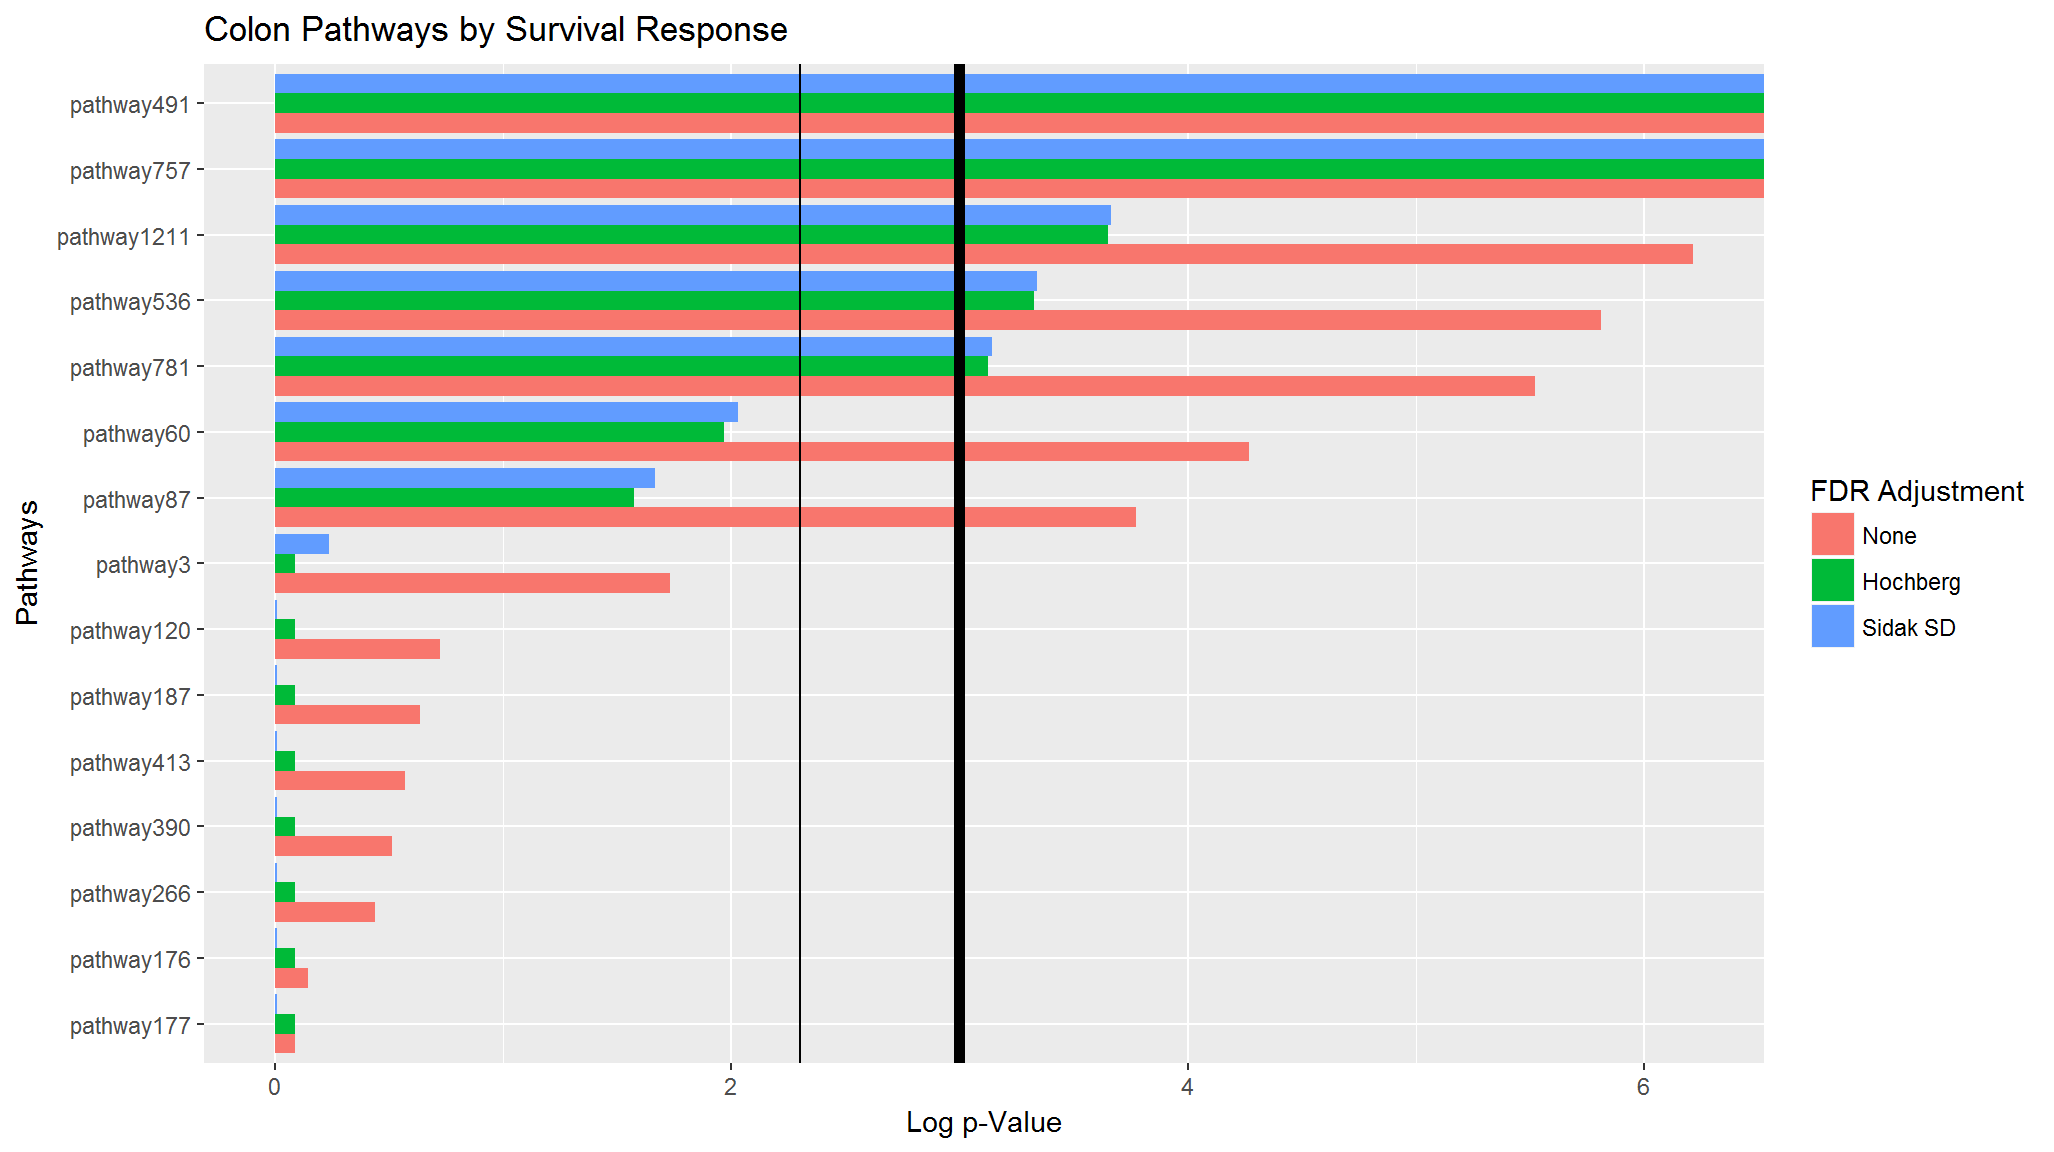 Colon Pathways by Survival Response
pathway491
pathway757
pathway1211
pathway536
pathway781
pathway60
pathway87
pathway3
pathway120
pathway187
pathway413
pathway390
pathway266
pathway176
pathway177
Pathways
0 2 4 6
Log p-Value
FDR Adjustment
None
Hochberg
Sidak SD